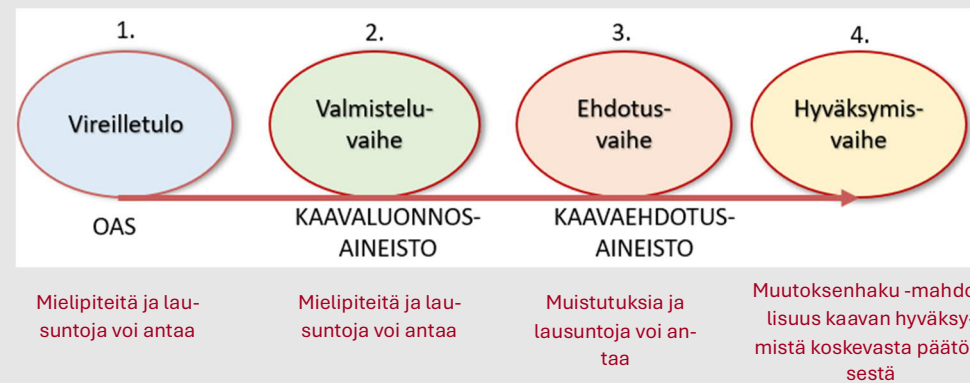 1.
2.
3.
4.
Vireilletulo
Valmistelu-
vaihe
Ehdotus-
vaihe
Hyväksymis-
vaihe
OAS
KAAVALUONNOS-
AINEISTO
KAAVAEHDOTUS-
AINEISTO
Mielipiteitä ja lau-
suntoja voi antaa
Mielipiteitä ja lau-
suntoja voi antaa
Muistutuksia ja
lausuntoja voi an-
taa
Muutoksenhaku -mahdo
lisuus kaavan hyväksy-
mistä koskevasta päätö
sestä